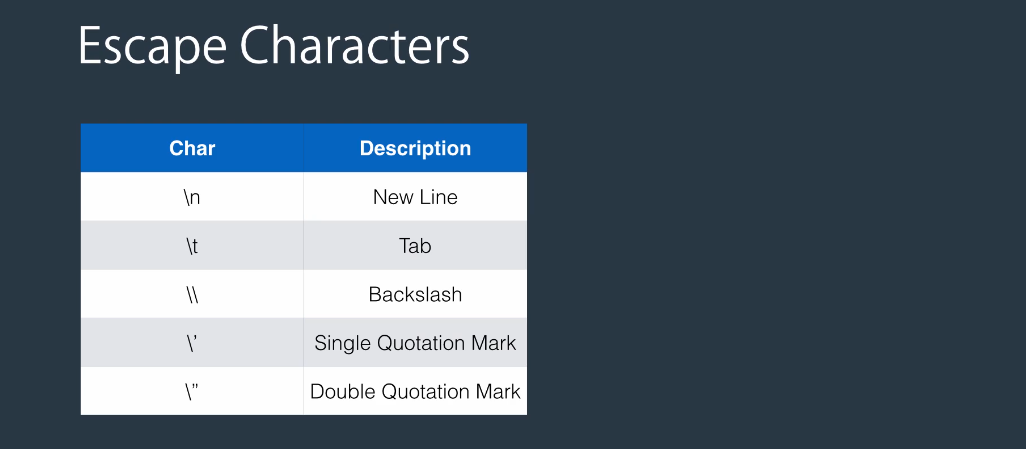 Escape Characters
Char Description
\n New Line
\t Tab
\\ Backslash
\’ Single Quotation Mark
\” Double Quotation Mark